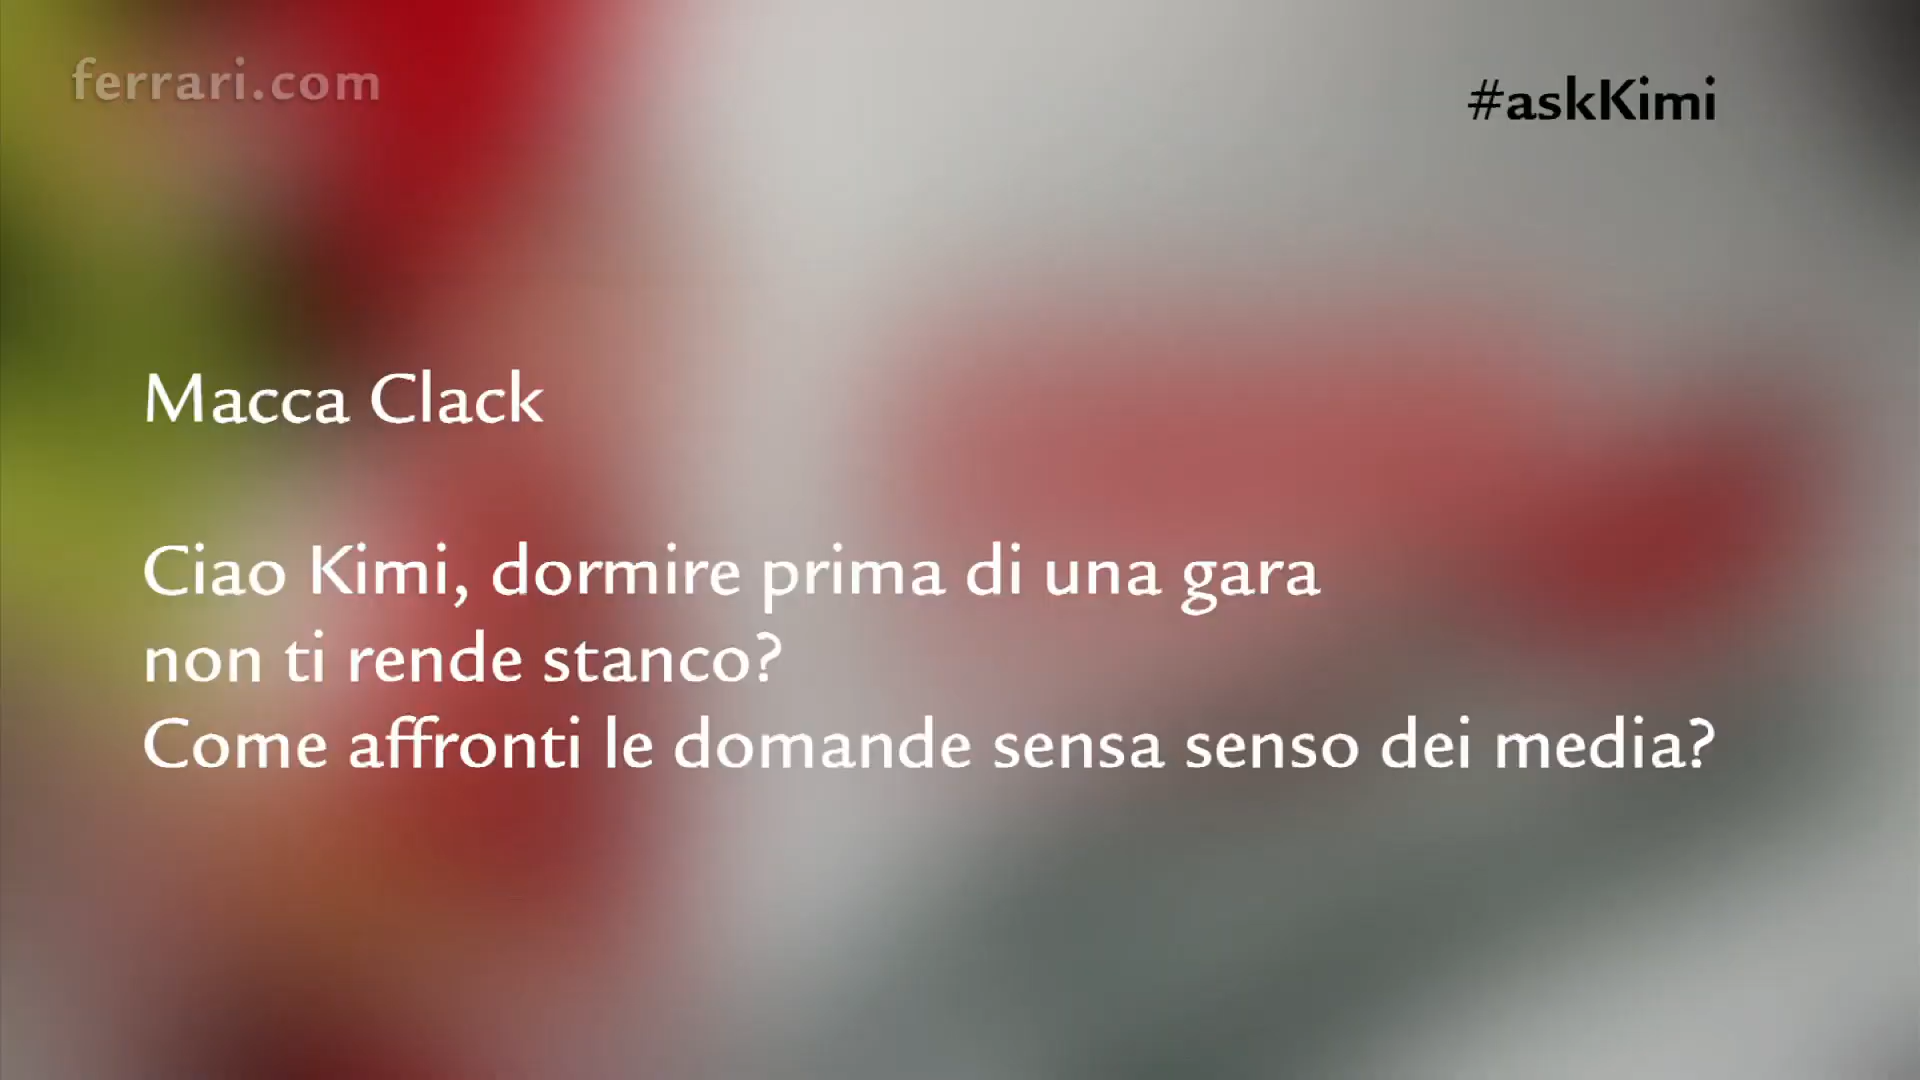 ferrari.com
#askKimi
Macca Clack
Ciao Kimi, dormire prima di una gara
non ti rende stanco?
Come affronti le domande sensa senso dei media?